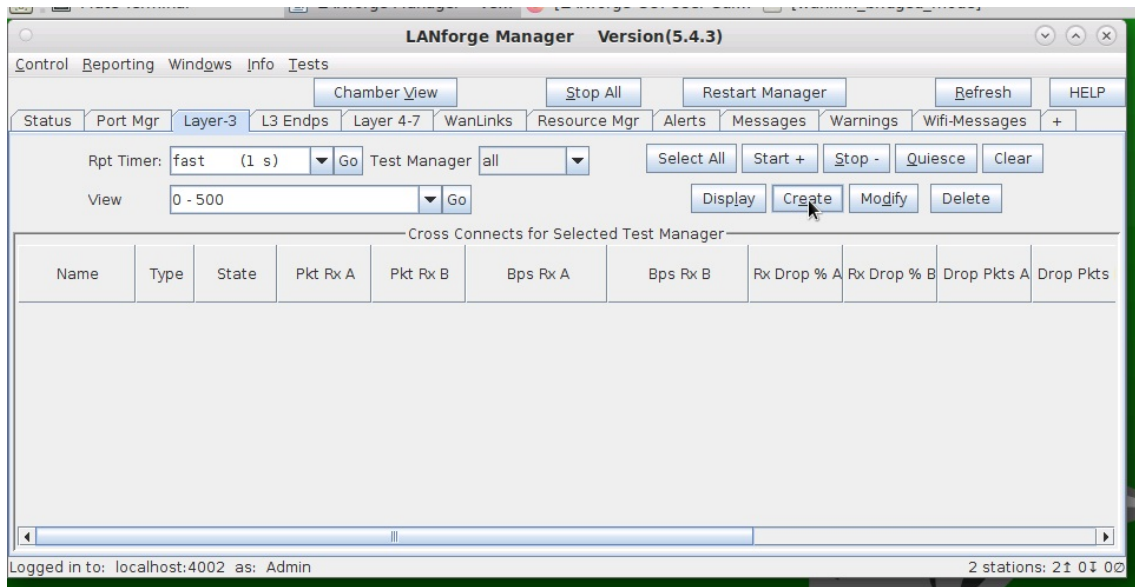 LANforge Manager Version(5.4.3)
Control Reporting Windows Info Tests
Chamber View Stop All Restart Manager Refresh HELP
Status Port Mgr Layer-3 L3 Endps Layer 4-7 WanLinks Resource Mgr Alerts Messages Warnings Wifi-Messages +
Rpt Timer: fast (1 s) Go Test Manager all Select All Start + Stop - Quiesce Clear
View 0 - 500 Go Display Create Modify Delete
Cross Connects for Selected Test Manager
Name Type State Pkt Rx A Pkt Rx B Bps Rx A Bps Rx B Rx Drop % A Rx Drop % B Drop Pkts A Drop Pkts
Logged in to: localhost:4002 as: Admin 2 stations: 2↥ 0↧ 0∅